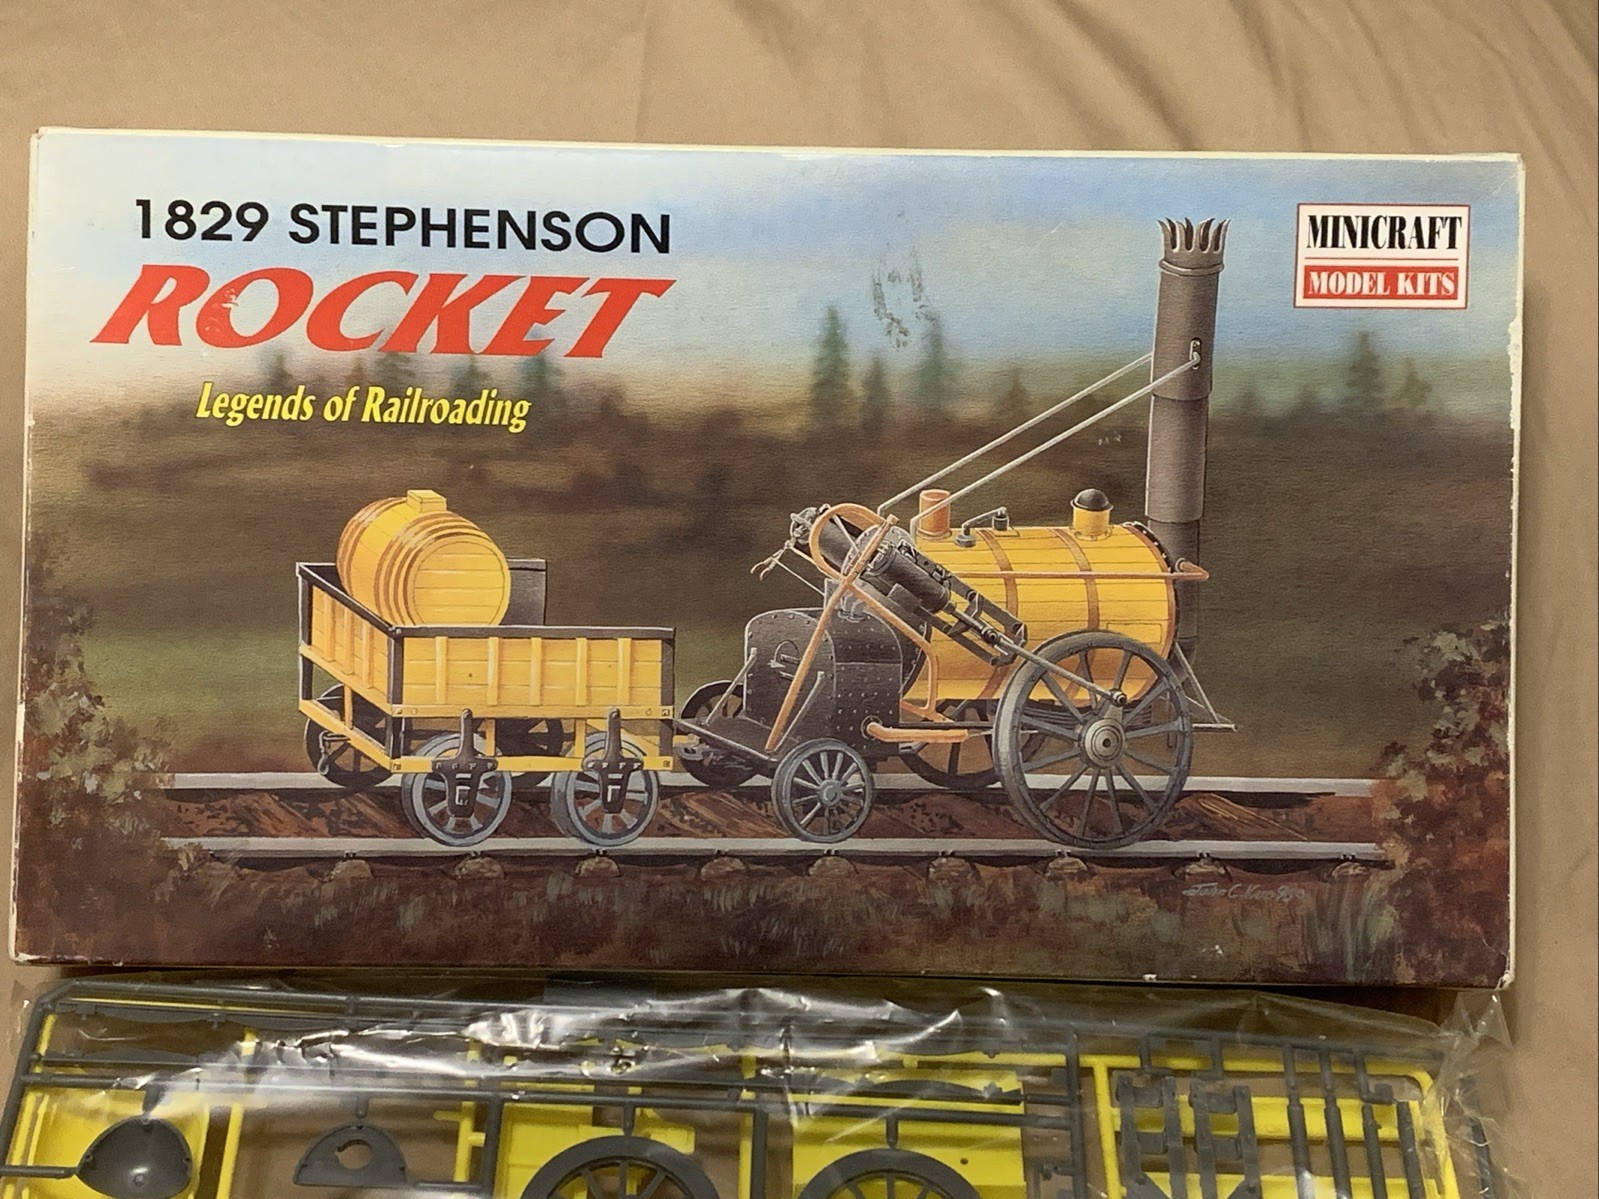 1829 STEPHENSON
ROCKET
Legends of Railroading
MINICRAFT
MODEL KITS